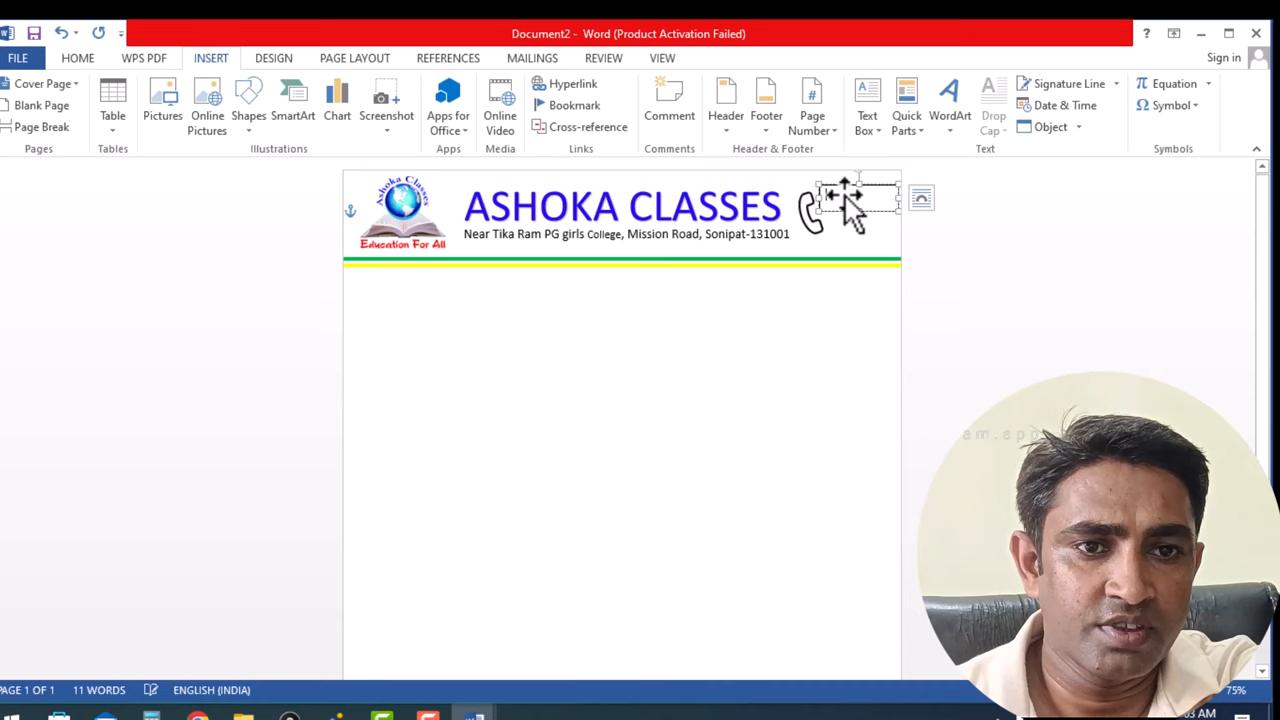 Document2 - Word (Product Activation Failed)
FILE HOME WPS PDF INSERT DESIGN PAGE LAYOUT REFERENCES MAILINGS REVIEW VIEW Sign in
Cover Page
Blank Page
Page Break
Pages
Table
Tables
Pictures
Online Pictures
Shapes
SmartArt
Chart
Screenshot
Illustrations
Apps for Office
Apps
Online Video
Media
Hyperlink
Bookmark
Cross-reference
Links
Comment
Comments
Header
Footer
Page Number
Header & Footer
Text Box
Quick Parts
WordArt
Drop Cap
Signature Line
Date & Time
Object
Text
Equation
Symbol
Symbols
Ashoka Classes
Education For All
ASHOKA CLASSES
Near Tika Ram PG girls College, Mission Road, Sonipat-131001
PAGE 1 OF 1 11 WORDS ENGLISH (INDIA) 75%